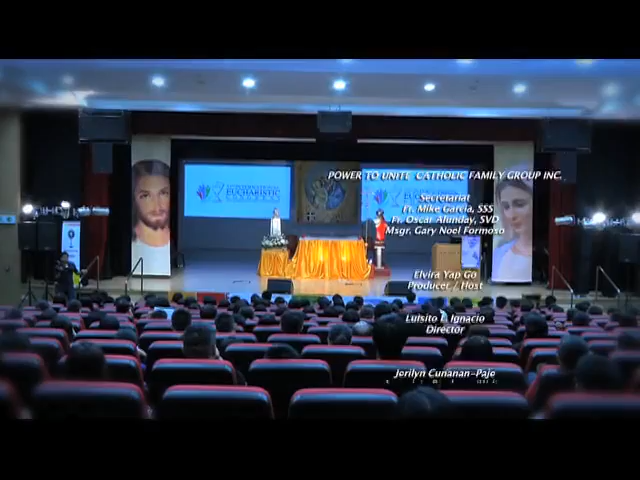 POWER TO UNITE CATHOLIC FAMILY GROUP INC.
Secretariat
Fr. Mike Garcia, SSS
Fr. Oscar Alunday, SVD
Msgr. Gary Noel Formoso
Elvira Yap Go
Producer / Host
Luisito L. Ignacio
Director
Jerilyn Cunanan-Paje
EUCHARISTIC